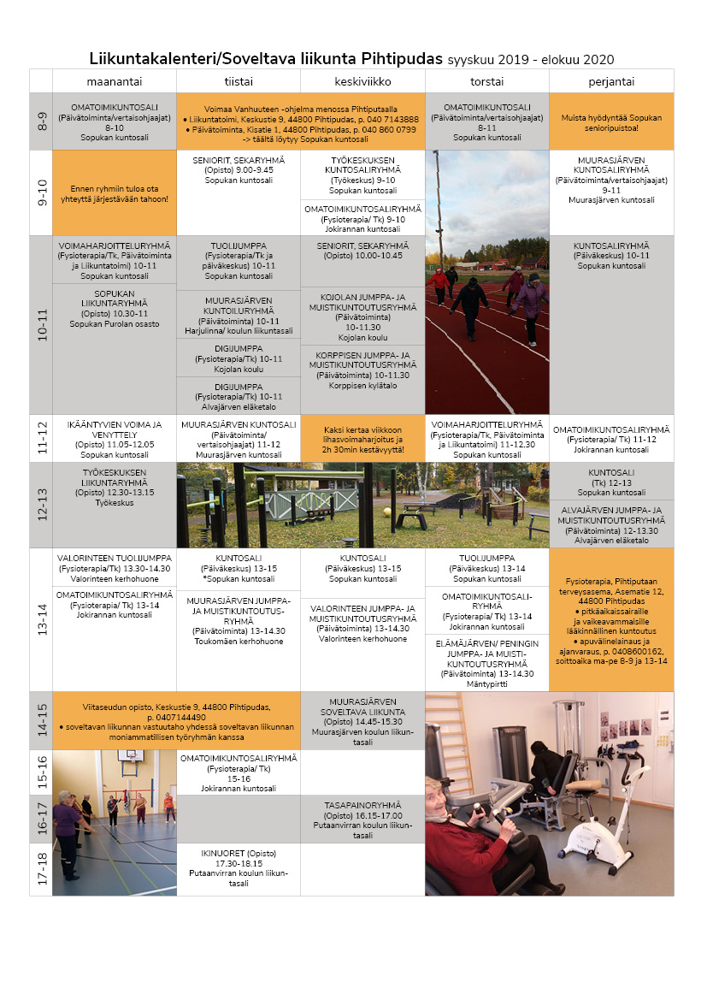 Liikuntakalenteri/Soveltava liikunta Pihtipudas syyskuu 2019 - elokuu 2020
maanantai
tiistai
keskiviikko
torstai
perjantai
8-9
OMATOIMIKUNTOSALI
(Päivätoiminta/vertaisohjaajat)
8-10
Sopukan kuntosali
Voimaa Vanhuuteen -ohjelma menossa Pihtiputaalla
• Liikuntatoimi, Keskustie 9, 44800 Pihtipudas, p. 040 7143888
• Päivätoiminta, Kisatie 1, 44800 Pihtipudas, p. 040 860 0799
-> täältä löytyy Sopukan kuntosali
OMATOIMIKUNTOSALI
(Päivätoiminta/vertaisohjaajat)
8-11
Sopukan kuntosali
Muista hyödyntää Sopukan
senioripuistoa!
9-10
Ennen ryhmiin tuloa ota
yhteyttä järjestävään tahoon!
SENIORIT, SEKARYHMÄ
(Opisto) 9.00-9.45
Sopukan kuntosali
TYÖKESKUKSEN
KUNTOSALIRYHMÄ
(Työkeskus) 9-10
Sopukan kuntosali
OMATOIMIKUNTOSALIRYHMÄ
(Fysioterapia/ Tk) 9-10
Jokirannan kuntosali
MUURASJÄRVEN
KUNTOSALIRYHMÄ
(Päivätoiminta/vertaisohjaajat)
9-11
Muurasjärven kuntosali
10-11
VOIMAHARJOITTELURYHMÄ
(Fysioterapia/Tk, Päivätoiminta
ja Liikuntatoimi) 10-11
Sopukan kuntosali
SOPUKAN
LIIKUNTARYHMÄ
(Opisto) 10.30-11
Sopukan Purolan osasto
TUOLIJUMPPA
(Fysioterapia/Tk ja
päiväkeskus) 10-11
Sopukan kuntosali
MUURASJÄRVEN
KUNTOILURYHMÄ
(Päivätoiminta) 10-11
Harjulinna/ koulun liikuntasali
DIGIJUMPPA
(Fysioterapia/Tk) 10-11
Kojolan koulu
DIGIJUMPPA
(Fysioterapia/Tk) 10-11
Alvajärven eläketalo
SENIORIT, SEKARYHMÄ
(Opisto) 10.00-10.45
KOJOLAN JUMPPA- JA
MUISTIKUNTOUTUSRYHMÄ
(Päivätoiminta)
10-11.30
Kojolan koulu
KORPPISEN JUMPPA- JA
MUISTIKUNTOUTUSRYHMÄ
(Päivätoiminta) 10-11.30
Korppisen kylätalo
KUNTOSALIRYHMÄ
(Päiväkeskus) 10-11
Sopukan kuntosali
11-12
IKÄÄNTYVIEN VOIMA JA
VENYTTELY
(Opisto) 11.05-12.05
Sopukan kuntosali
MUURASJÄRVEN KUNTOSALI
(Päivätoiminta/
vertaisohjaajat) 11-12
Muurasjärven kuntosali
Kaksi kertaa viikkoon
lihasvoimaharjoitus ja
2h 30min kestävyyttä!
VOIMAHARJOITTELURYHMÄ
(Fysioterapia/Tk, Päivätoiminta
ja Liikuntatoimi) 11-12.30
Sopukan kuntosali
OMATOIMIKUNTOSALIRYHMÄ
(Fysioterapia/ Tk) 11-12
Jokirannan kuntosali
12-13
TYÖKESKUKSEN
LIIKUNTARYHMÄ
(Opisto) 12.30-13.15
Työkeskus
KUNTOSALI
(Tk) 12-13
Sopukan kuntosali
ALVAJÄRVEN JUMPPA- JA
MUISTIKUNTOUTUSRYHMÄ
(Päivätoiminta) 12-13.30
Alvajärven eläketalo
13-14
VALORINTEEN TUOLIJUMPPA
(Fysioterapia/Tk) 13.30-14.30
Valorinteen kerhohuone
OMATOIMIKUNTOSALIRYHMÄ
(Fysioterapia/ Tk) 13-14
Jokirannan kuntosali
KUNTOSALI
(Päiväkeskus) 13-15
*Sopukan kuntosali
MUURASJÄRVEN JUMPPA-
JA MUISTIKUNTOUTUS-
RYHMÄ
(Päivätoiminta) 13-14.30
Toukomäen kerhohuone
KUNTOSALI
(Päiväkeskus) 13-15
Sopukan kuntosali
VALORINTEEN JUMPPA- JA
MUISTIKUNTOUTUSRYHMÄ
(Päivätoiminta) 13-14.30
Valorinteen kerhohuone
TUOLIJUMPPA
(Päiväkeskus) 13-14
Sopukan kuntosali
OMATOIMIKUNTOSALI-
RYHMÄ
(Fysioterapia/ Tk) 13-14
Jokirannan kuntosali
ELÄMÄJÄRVEN/ PENINGIN
JUMPPA- JA MUISTI-
KUNTOUTUSRYHMÄ
(Päivätoiminta) 13-14.30
Mäntypirtti
Fysioterapia, Pihtiputaan
terveysasema, Asematie 12,
44800 Pihtipudas
• pitkäaikaissairaille
ja vaikeavammaisille
lääkinnällinen kuntoutus
• apuvälinelainaus ja
ajanvaraus, p. 0408600162,
soittoaika ma-pe 8-9 ja 13-14
14-15
Viitaseudun opisto, Keskustie 9, 44800 Pihtipudas,
p. 0407144490
• soveltavan liikunnan vastuutaho yhdessä soveltavan liikunnan
moniammatillisen työryhmän kanssa
MUURASJÄRVEN
SOVELTAVA LIIKUNTA
(Opisto) 14.45-15.30
Muurasjärven koulun liikun-
tasali
15-16
OMATOIMIKUNTOSALIRYHMÄ
(Fysioterapia/ Tk)
15-16
Jokirannan kuntosali
16-17
TASAPAINORYHMÄ
(Opisto) 16.15-17.00
Putaanvirran koulun liikun-
tasali
17-18
IKINUORET (Opisto)
17.30-18.15
Putaanvirran koulun liikun-
tasali